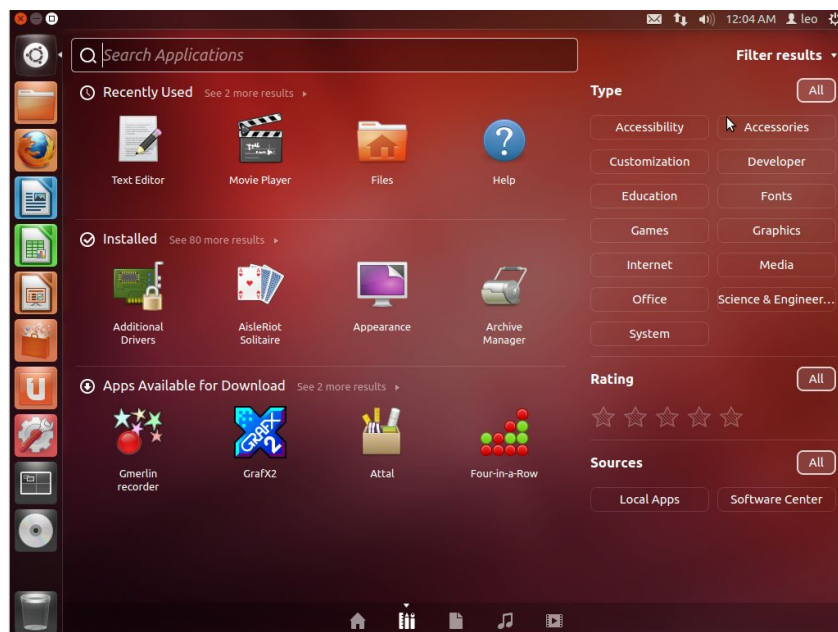 12:04 AM leo
Search Applications
Filter results
Recently Used See 2 more results
Text Editor
Movie Player
Files
Help
Installed See 80 more results
Additional
Drivers
AisleRiot
Solitaire
Appearance
Archive
Manager
Apps Available for Download See 2 more results
Gmerlin
recorder
GRAFX2
GrafX2
Attal
Four-in-a-Row
Type All
Accessibility Accessories
Customization Developer
Education Fonts
Games Graphics
Internet Media
Office Science & Engineer...
System
Rating All
Sources All
Local Apps Software Center